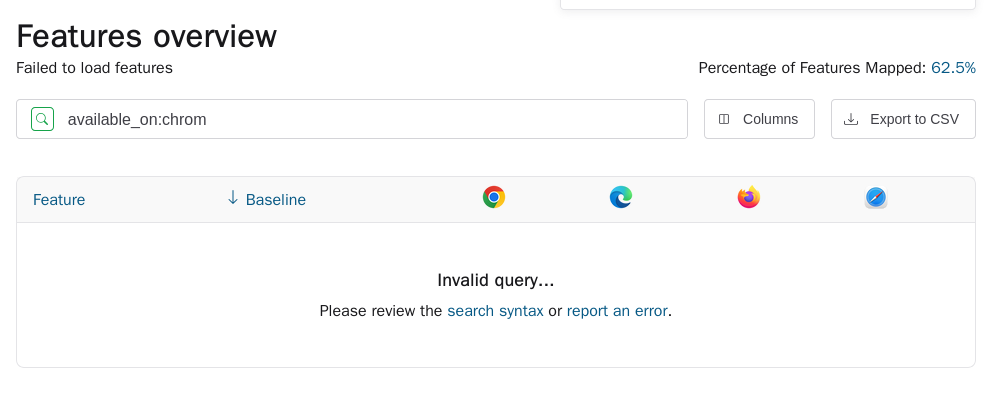 Features overview
Failed to load features
Percentage of Features Mapped: 62.5%
available_on:chrom
Columns
Export to CSV
Feature
Baseline
Invalid query...
Please review the search syntax or report an error.